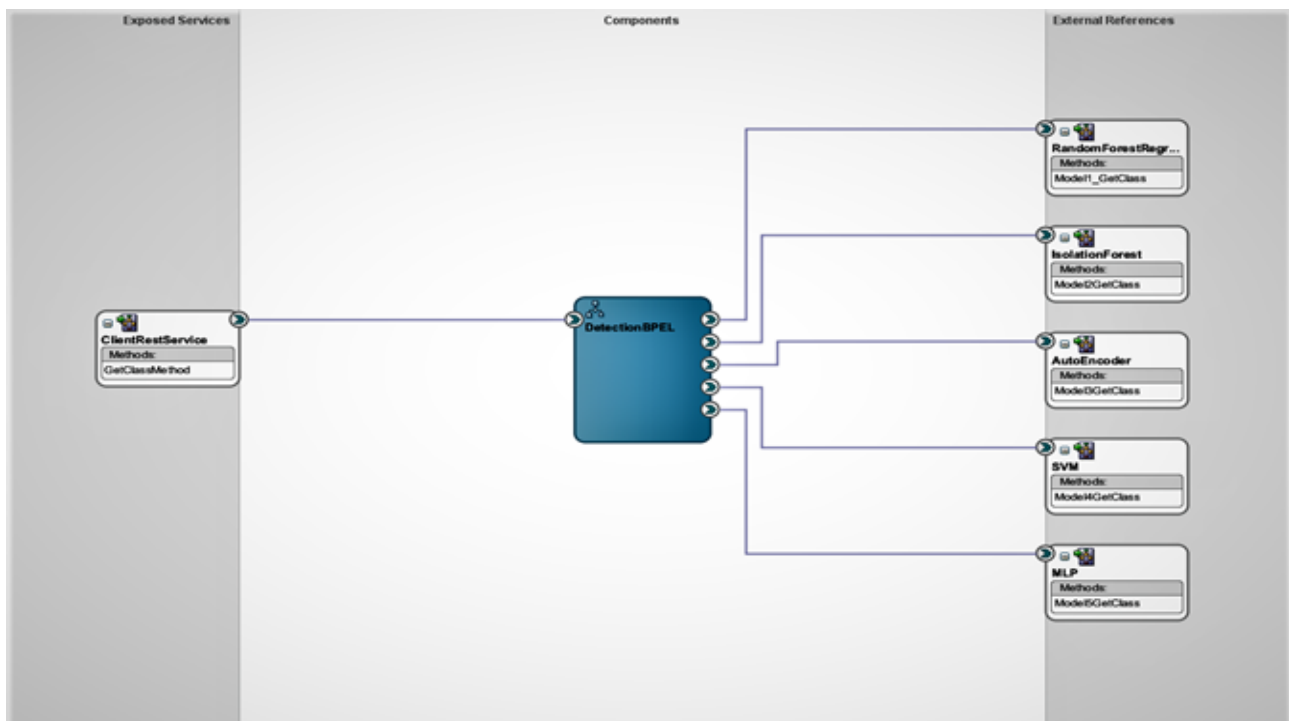 Exposed Services
Components
External References
ClientRestService
Methods:
GetClassMethod
DetectionBPEL
RandomForestRegr...
Methods:
Model1_GetClass
IsolationForest
Methods:
Model2GetClass
AutoEncoder
Methods:
Model3GetClass
SVM
Methods:
Model4GetClass
MLP
Methods:
Model5GetClass